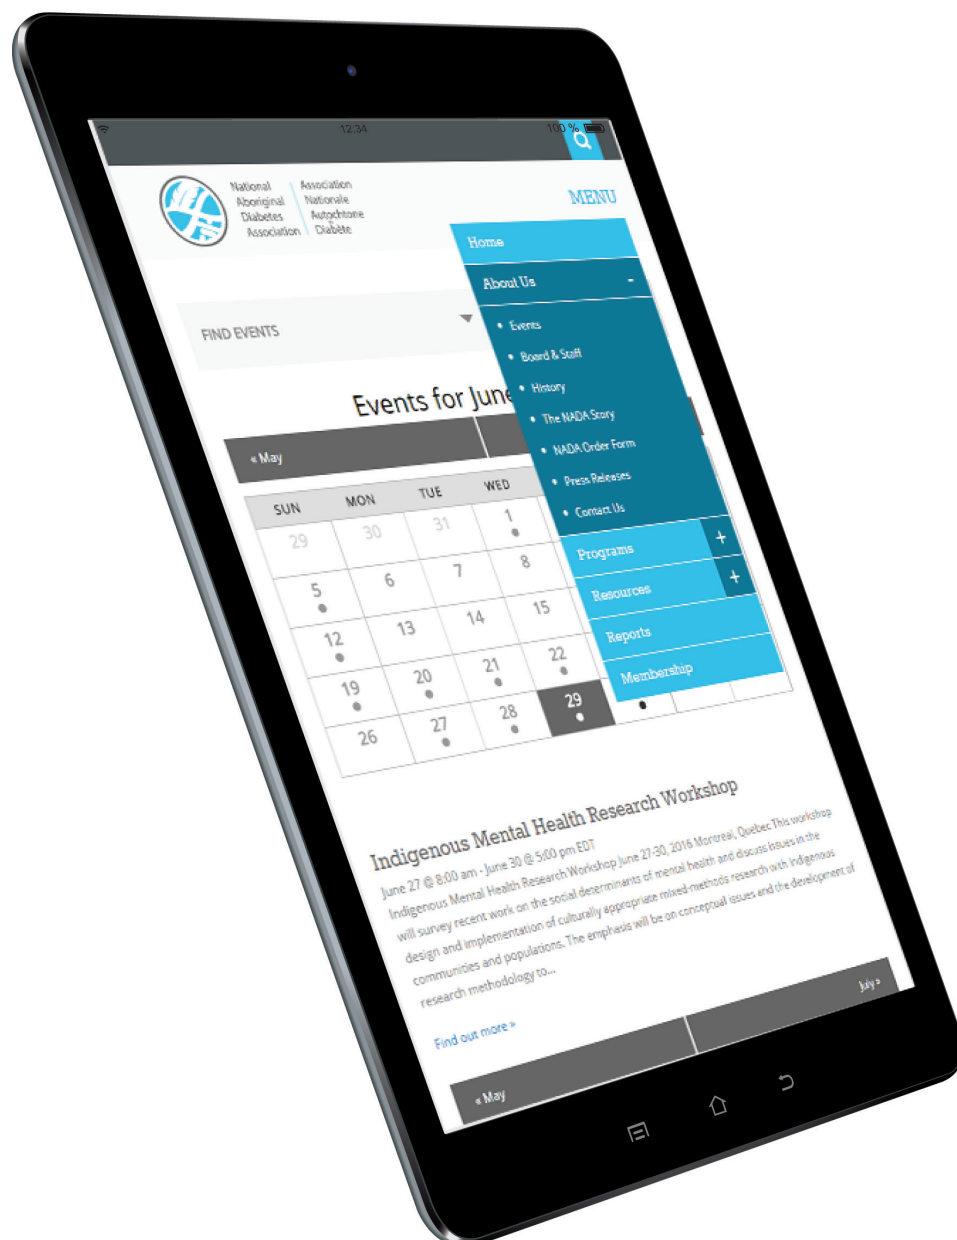 12:34
100 %
National
Aboriginal
Diabetes
Association
Association
Nationale
Autochtone
Diabète
MENU
Home
About Us -
Events
Board & Staff
History
The NADA Story
NADA Order Form
Press Releases
Contact Us
Programs +
Resources +
Reports
Membership
FIND EVENTS
Events for June
« May
SUN MON TUE WED
29 30 31 1
5 6 7 8
12 13 14 15
19 20 21 22
26 27 28 29
Indigenous Mental Health Research Workshop
June 27 @ 8:00 am - June 30 @ 5:00 pm EDT
Indigenous Mental Health Research Workshop June 27-30, 2016 Montreal, Quebec This workshop
will survey recent work on the social determinants of mental health and discuss issues in the
design and implementation of culturally appropriate mixed-methods research with Indigenous
communities and populations. The emphasis will be on conceptual issues and the development of
research methodology to...
Find out more »
« May July »